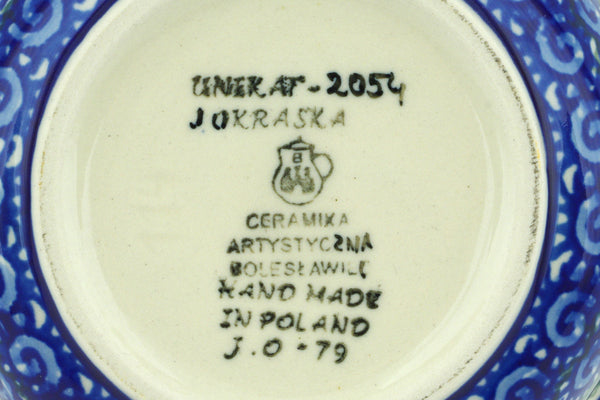 UNIKAT-2054
J OKRASKA
B
CERAMIKA
ARTYSTYCZNA
BOLESŁAWIEC
HAND MADE
IN POLAND
J.O-79